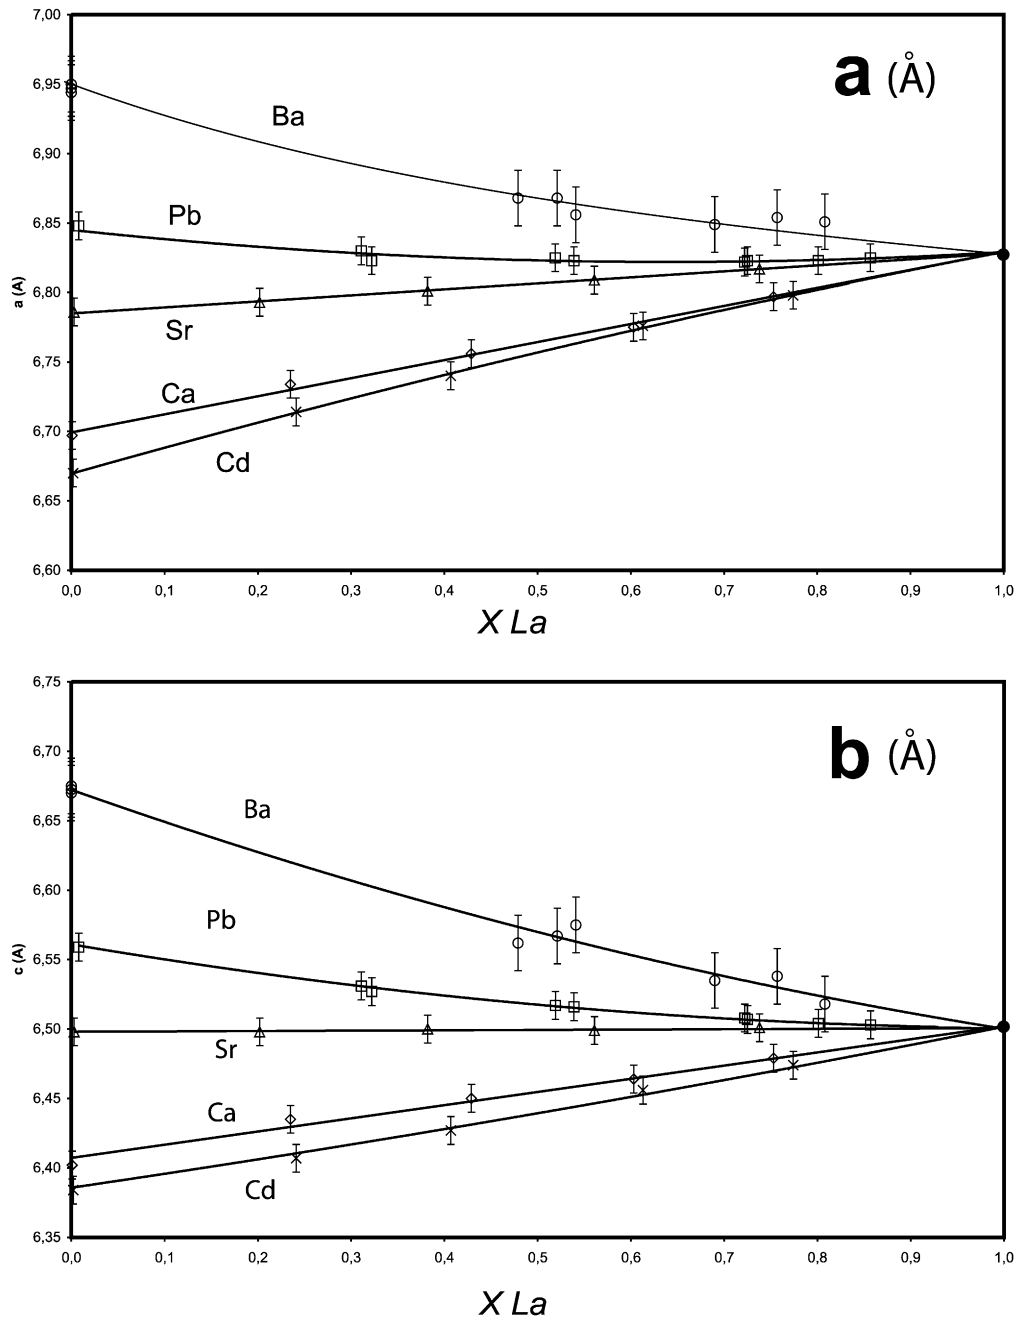 7,00
a (Å)
6,95
Ba
6,90
Pb
6,85
a (A)
6,80
Sr
6,75
Ca
6,70
Cd
6,65
6,60
0,0 0,1 0,2 0,3 0,4 0,5 0,6 0,7 0,8 0,9 1,0
X La
6,75
b (Å)
6,70
Ba
6,65
6,60
Pb
6,55
c (A)
6,50
Sr
6,45
Ca
6,40
Cd
6,35
0,0 0,1 0,2 0,3 0,4 0,5 0,6 0,7 0,8 0,9 1,0
X La